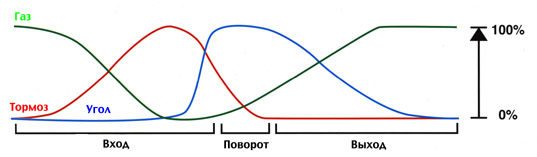 Газ
100%
Тормоз
Угол
0%
Вход
Поворот
Выход